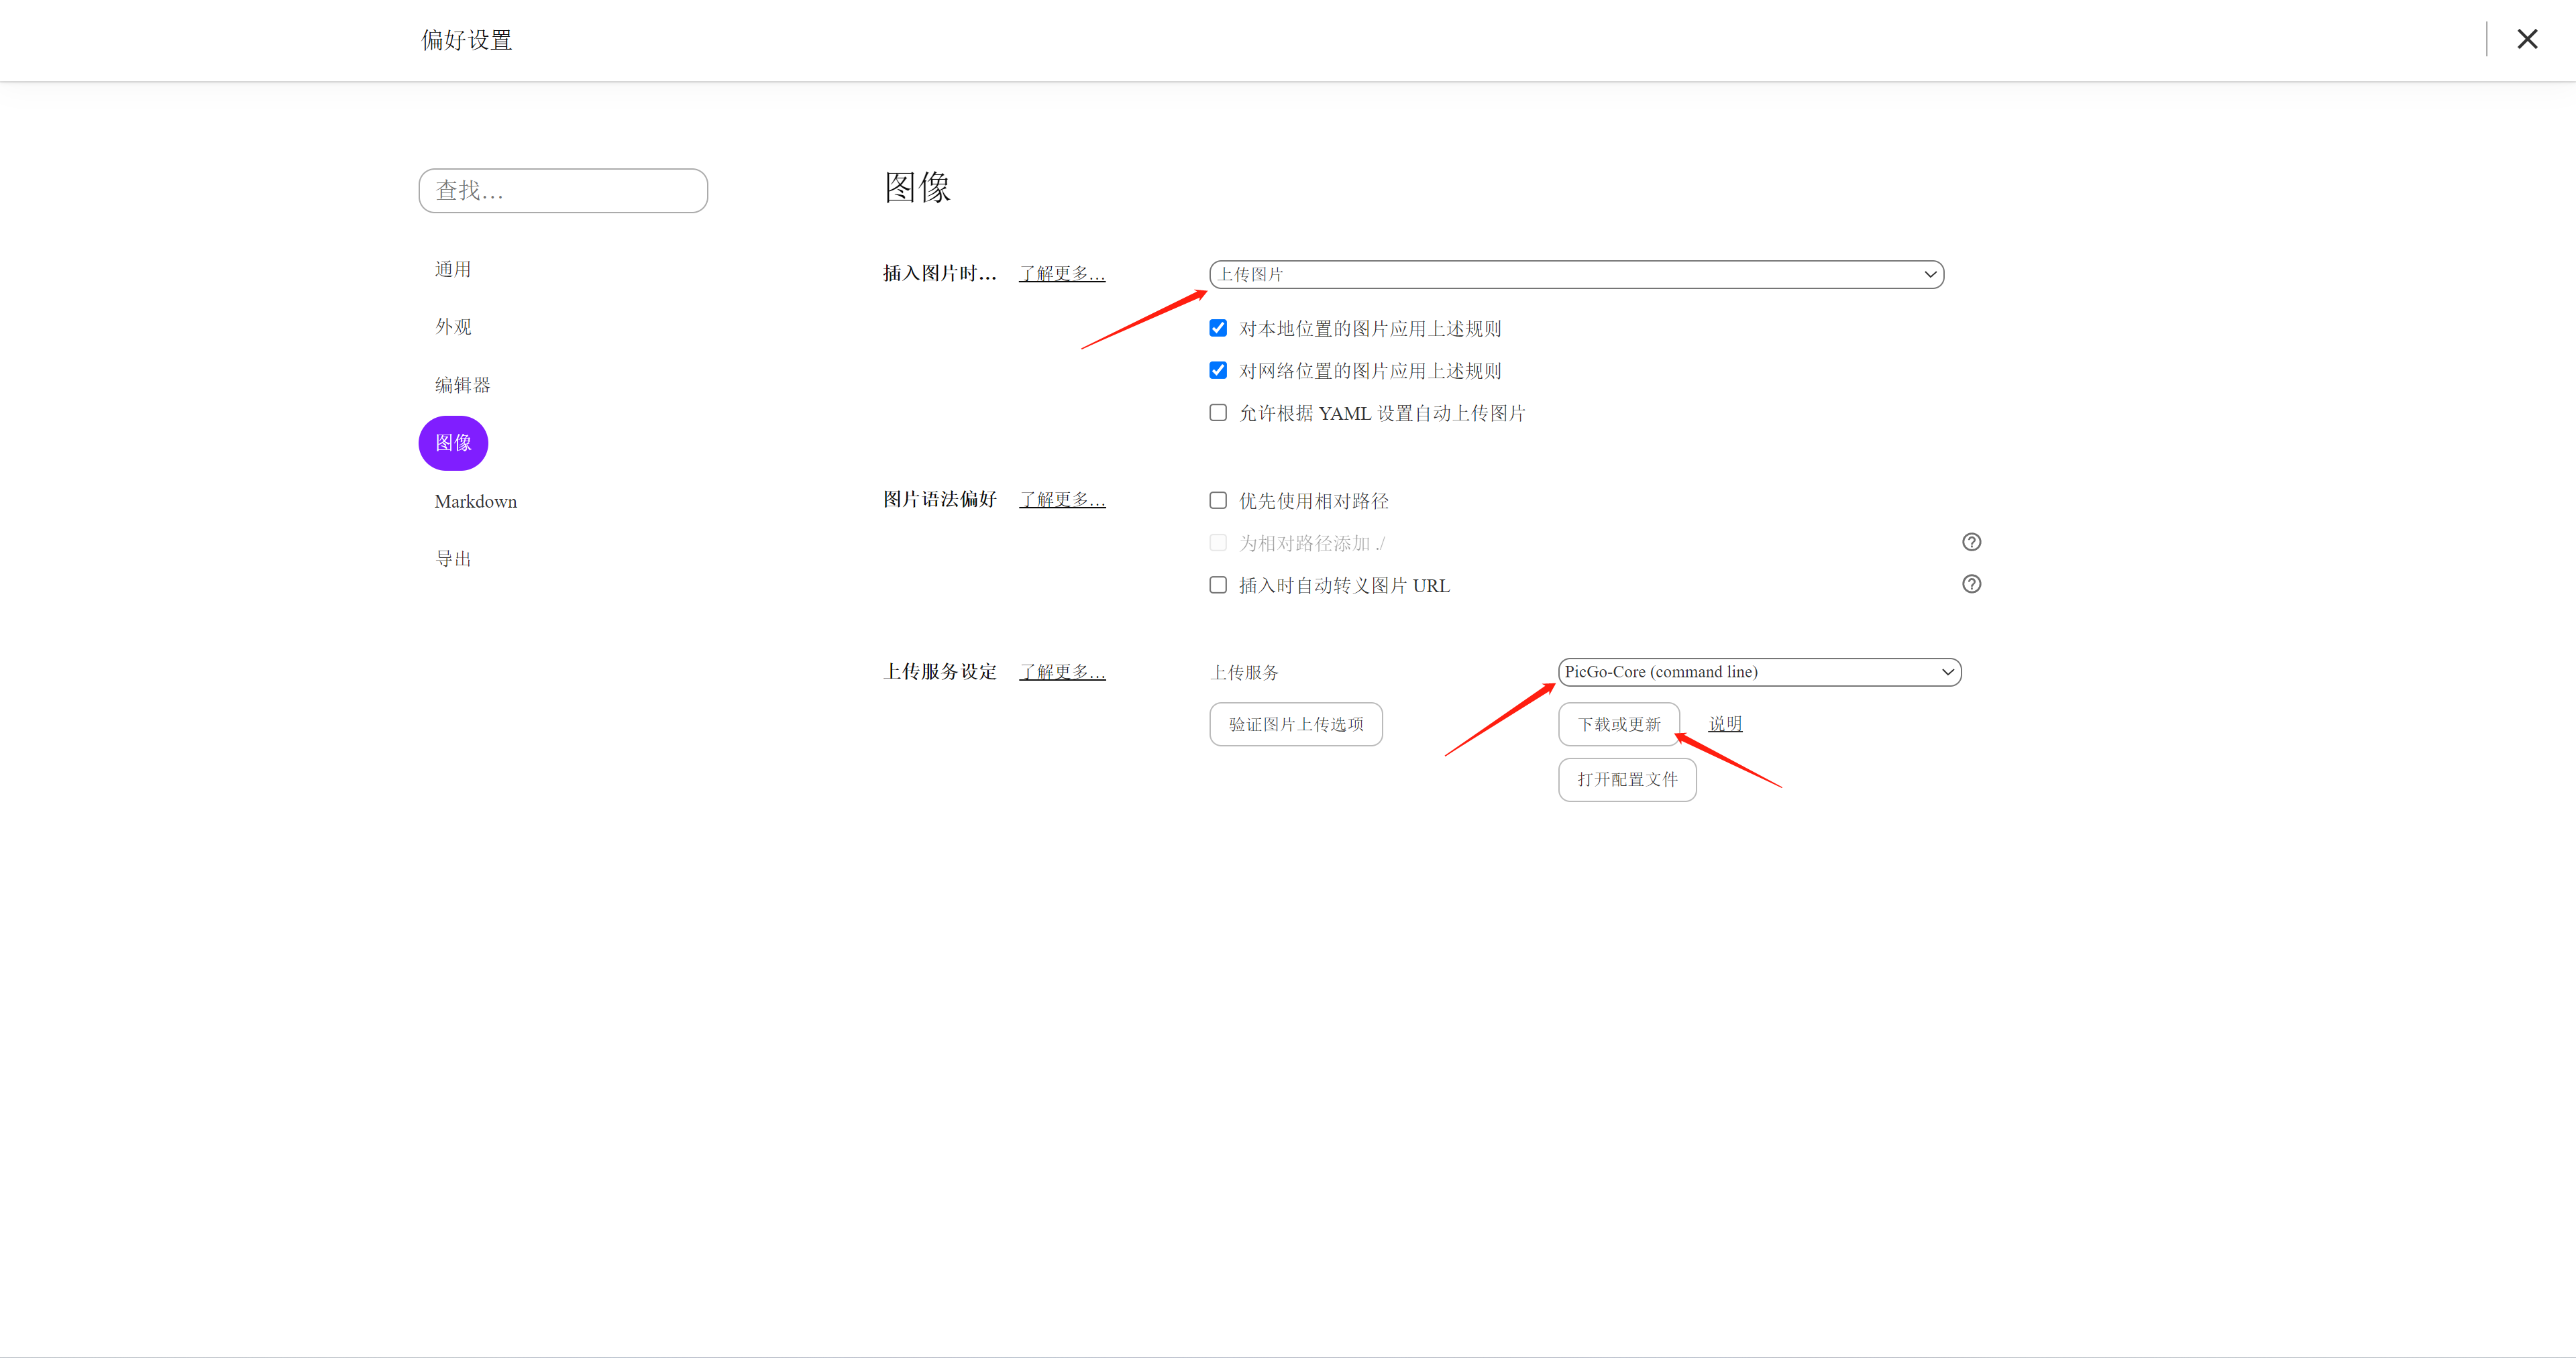 偏好设置
查找...
通用
外观
编辑器
图像
Markdown
导出
图像
插入图片时... 了解更多... 上传图片
对本地位置的图片应用上述规则
对网络位置的图片应用上述规则
允许根据 YAML 设置自动上传图片
图片语法偏好 了解更多... 优先使用相对路径
为相对路径添加 ./
插入时自动转义图片 URL
上传服务设定 了解更多... 上传服务 PicGo-Core (command line)
验证图片上传选项 下载或更新 说明
打开配置文件